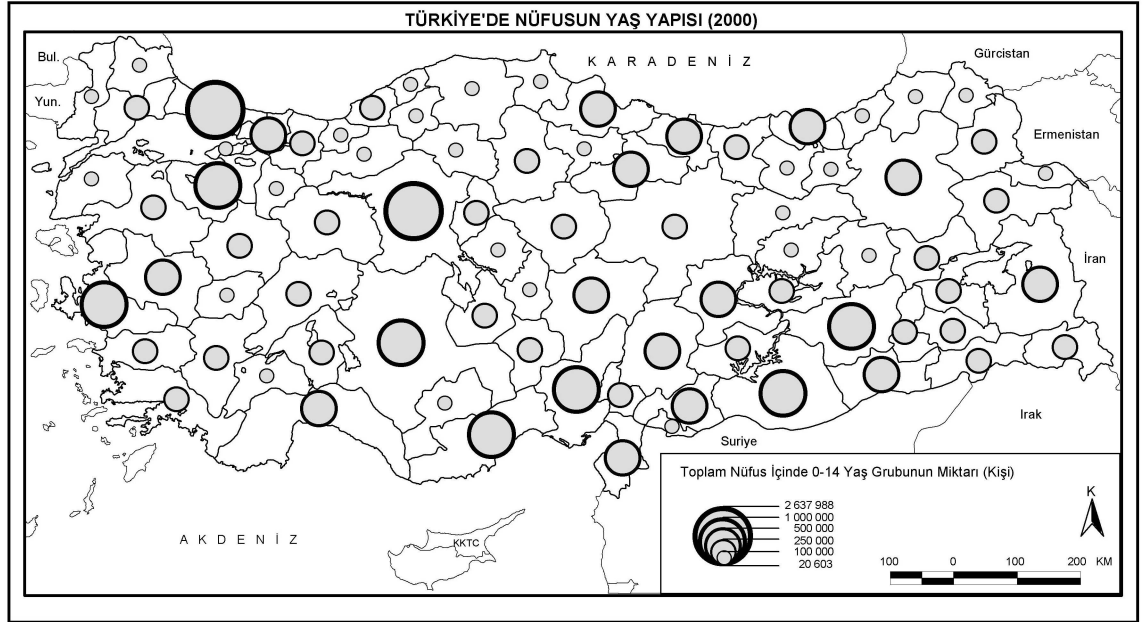 TÜRKİYE'DE NÜFUSUN YAŞ YAPISI (2000)
Bul.
KARADENİZ
Gürcistan
Yun.
Ermenistan
İran
Irak
Suriye
AKDENİZ
KKTC
Toplam Nüfus İçinde 0-14 Yaş Grubunun Miktarı (Kişi)
2 637 988
1 000 000
500 000
250 000
100 000
20 603
K
100 0 100 200 KM